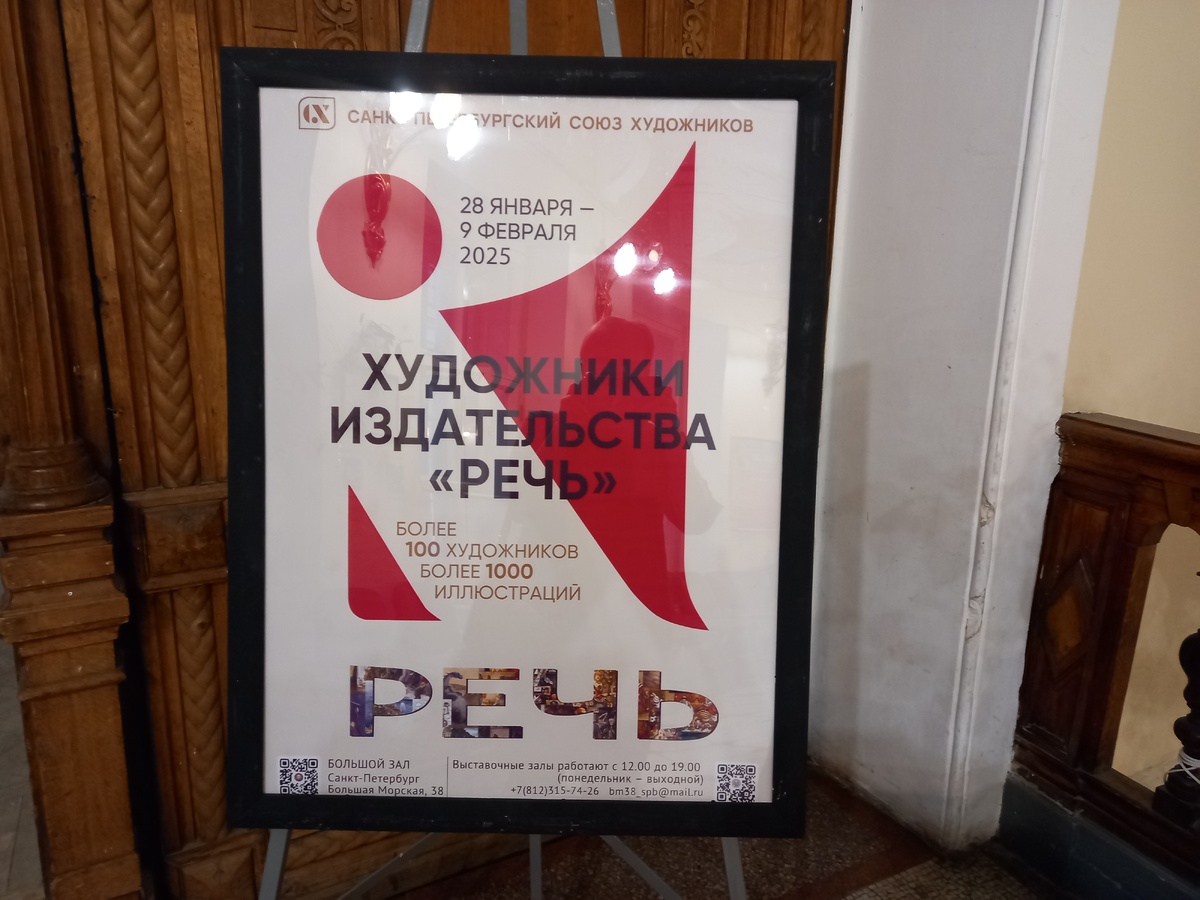 САНКТ-ПЕТЕРБУРГСКИЙ СОЮЗ ХУДОЖНИКОВ
28 ЯНВАРЯ –
9 ФЕВРАЛЯ
2025
ХУДОЖНИКИ
ИЗДАТЕЛЬСТВА
«РЕЧЬ»
БОЛЕЕ
100 ХУДОЖНИКОВ
БОЛЕЕ 1000
ИЛЛЮСТРАЦИЙ
РЕЧЬ
БОЛЬШОЙ ЗАЛ
Санкт-Петербург
Большая Морская, 38
Выставочные залы работают с 12.00 до 19.00
(понедельник – выходной)
+7(812)315-74-26 bm38_spb@mail.ru